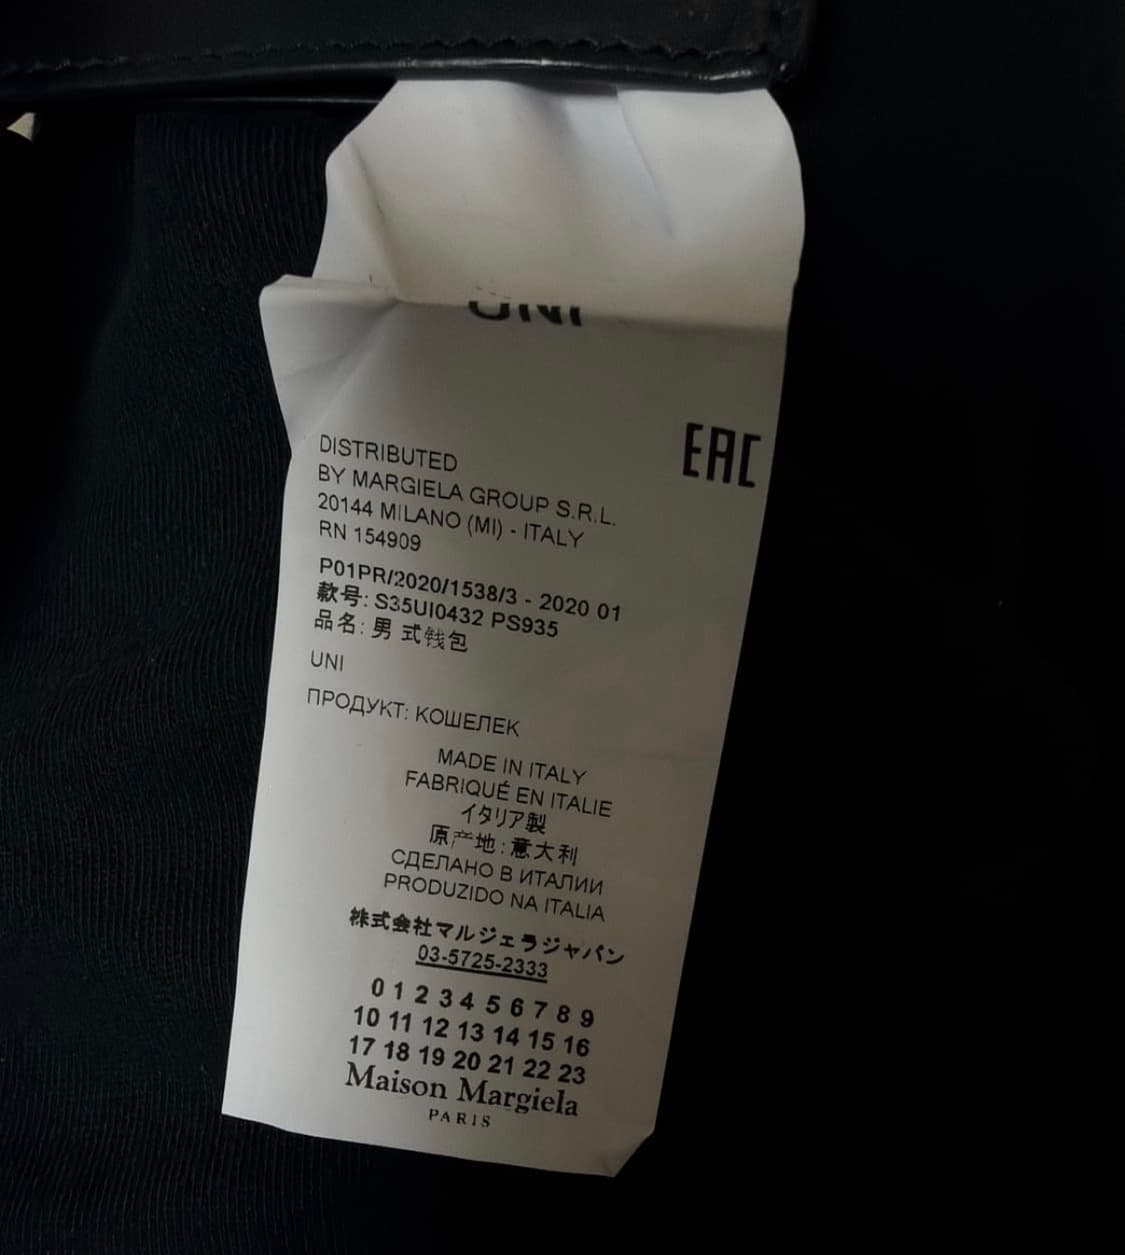 UNI
EAC
DISTRIBUTED
BY MARGIELA GROUP S.R.L.
20144 MILANO (MI) - ITALY
RN 154909
P01PR/2020/1538/3 - 2020 01
款号: S35UI0432 PS935
品名: 男式钱包
UNI
ПРОДУКТ: КОШЕЛЕК
MADE IN ITALY
FABRIQUÉ EN ITALIE
イタリア製
原产地: 意大利
СДЕЛАНО В ИТАЛИИ
PRODUZIDO NA ITALIA
株式会社マルジェラジャパン
03-5725-2333
0 1 2 3 4 5 6 7 8 9
10 11 12 13 14 15 16
17 18 19 20 21 22 23
Maison Margiela
PARIS